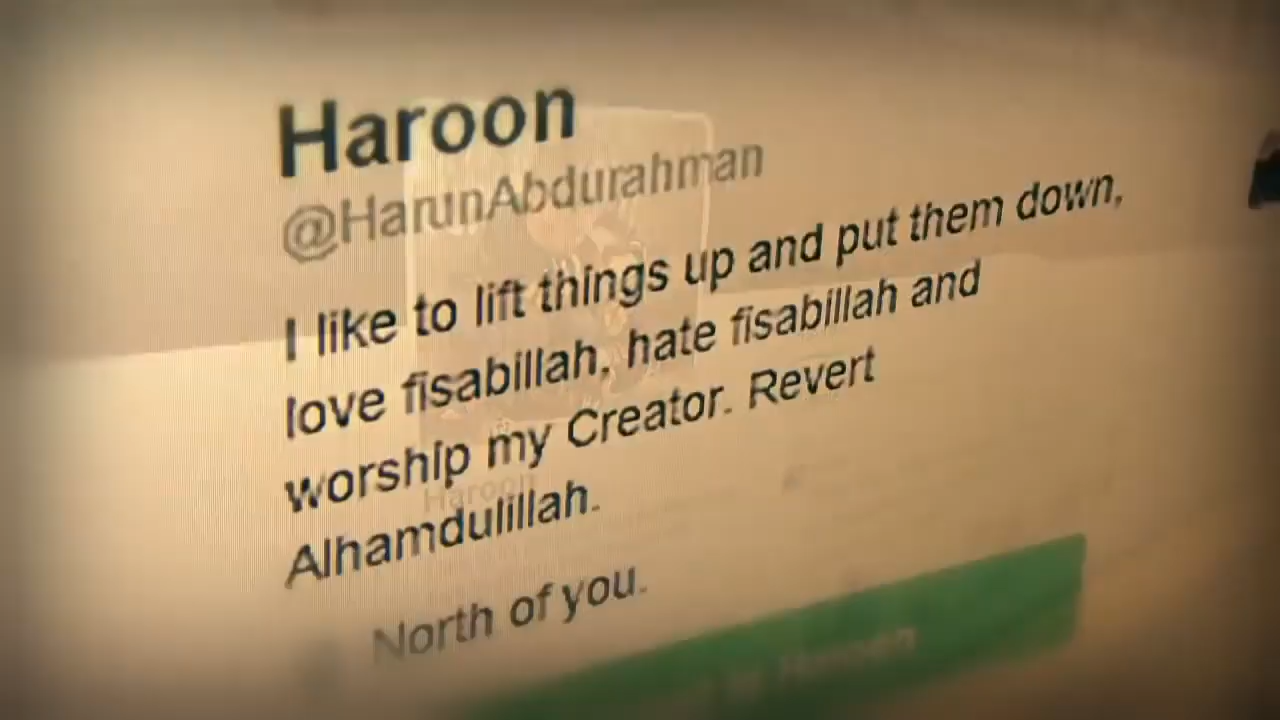 Haroon
@HarunAbdurahman
I like to lift things up and put them down,
love fisabillah, hate fisabillah and
worship my Creator. Revert
Alhamdulillah.
Haroon
North of you.